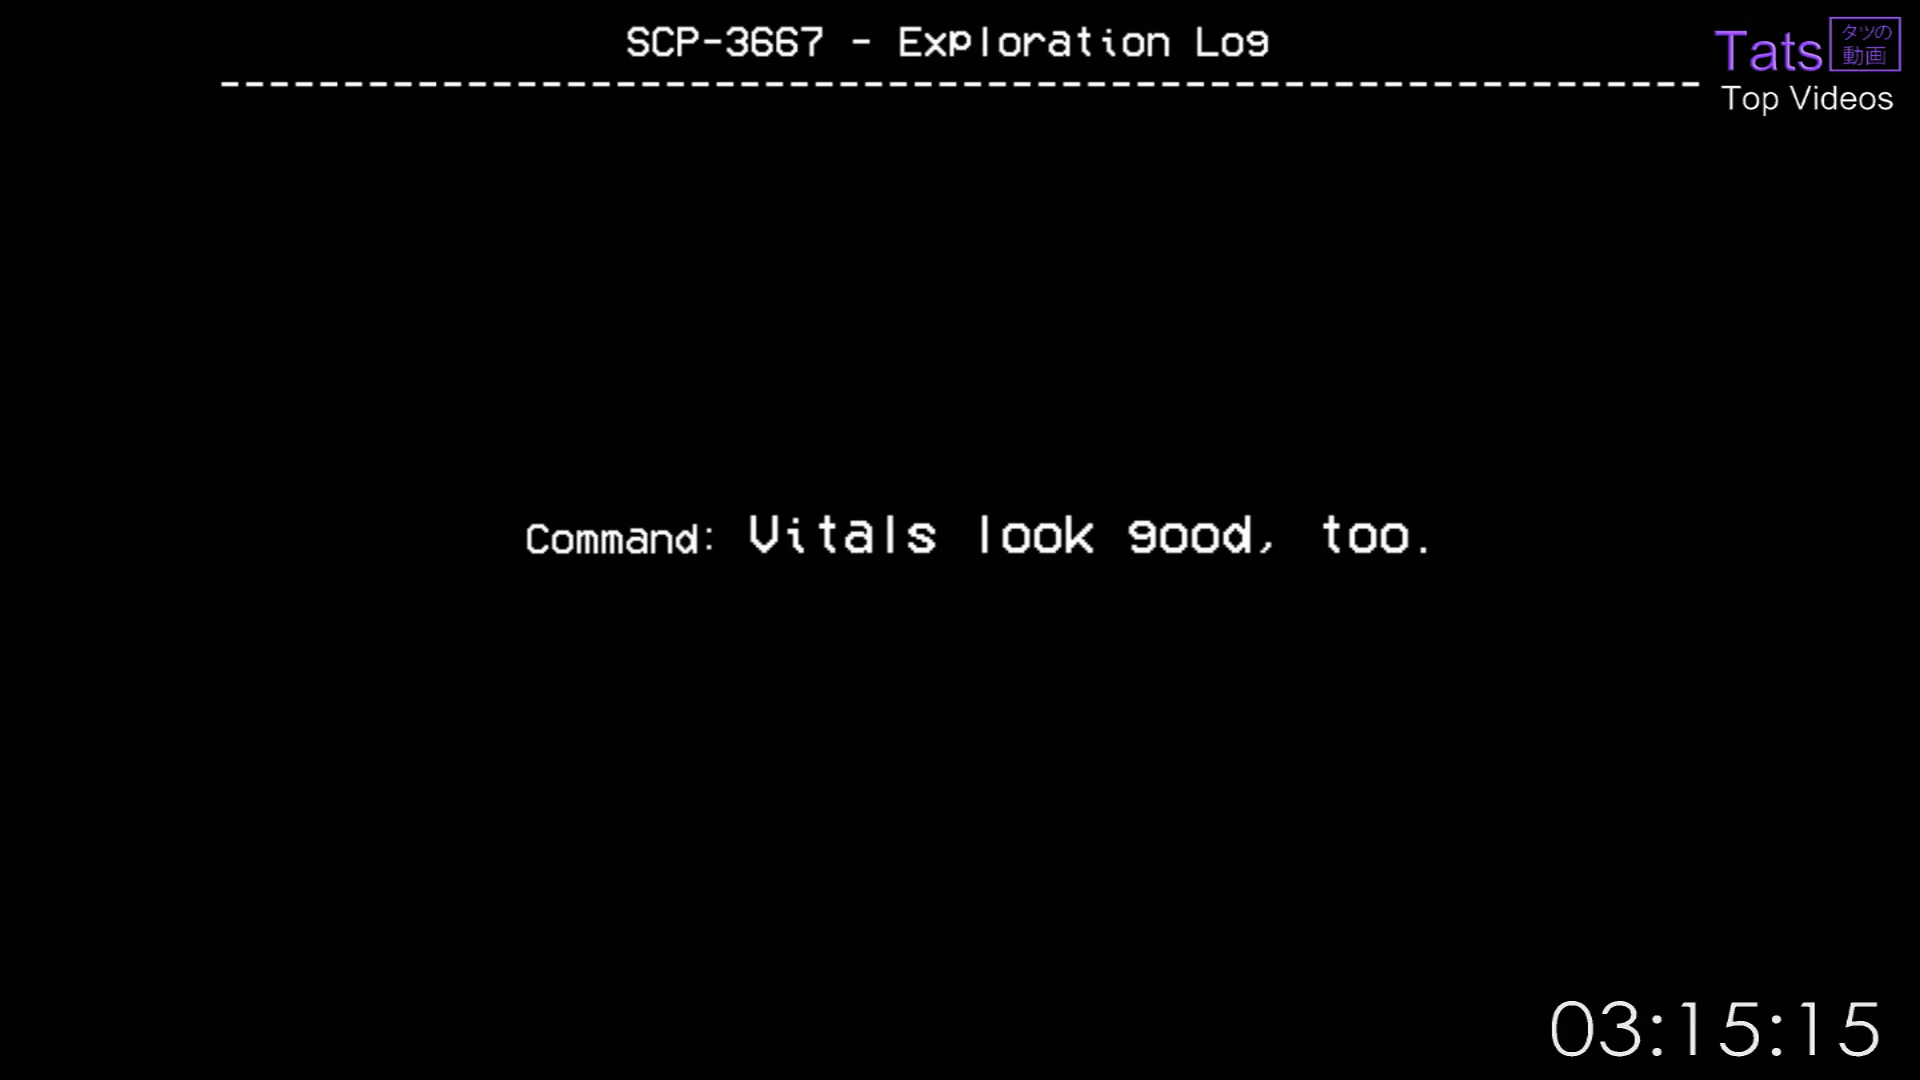 SCP-3667 - Exploration Log
--------------------------------------------------------------
Tats タツの
動画
Top Videos
Command: Vitals look good, too.
03:15:15